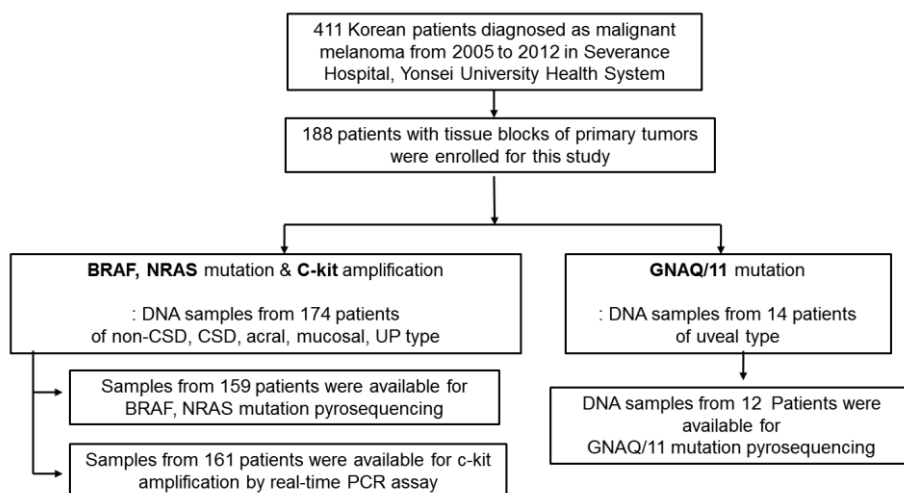 411 Korean patients diagnosed as malignant
melanoma from 2005 to 2012 in Severance
Hospital, Yonsei University Health System
188 patients with tissue blocks of primary tumors
were enrolled for this study
BRAF, NRAS mutation & C-kit amplification
: DNA samples from 174 patients
of non-CSD, CSD, acral, mucosal, UP type
Samples from 159 patients were available for
BRAF, NRAS mutation pyrosequencing
Samples from 161 patients were available for c-kit
amplification by real-time PCR assay
GNAQ/11 mutation
: DNA samples from 14 patients
of uveal type
DNA samples from 12 Patients were
available for
GNAQ/11 mutation pyrosequencing